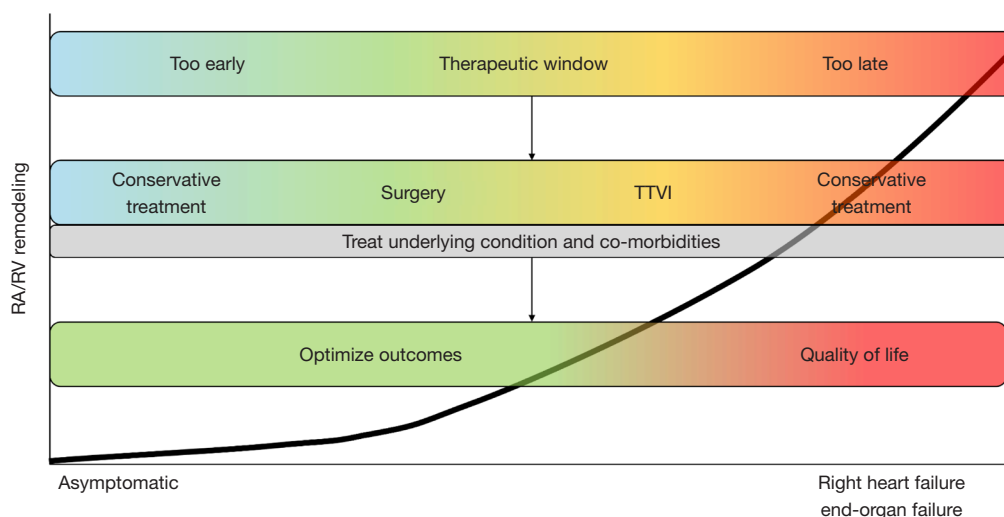 Too early
Therapeutic window
Too late
Conservative
treatment
Surgery
TTVI
Conservative
treatment
Treat underlying condition and co-morbidities
Optimize outcomes
Quality of life
RA/RV remodeling
Asymptomatic
Right heart failure
end-organ failure